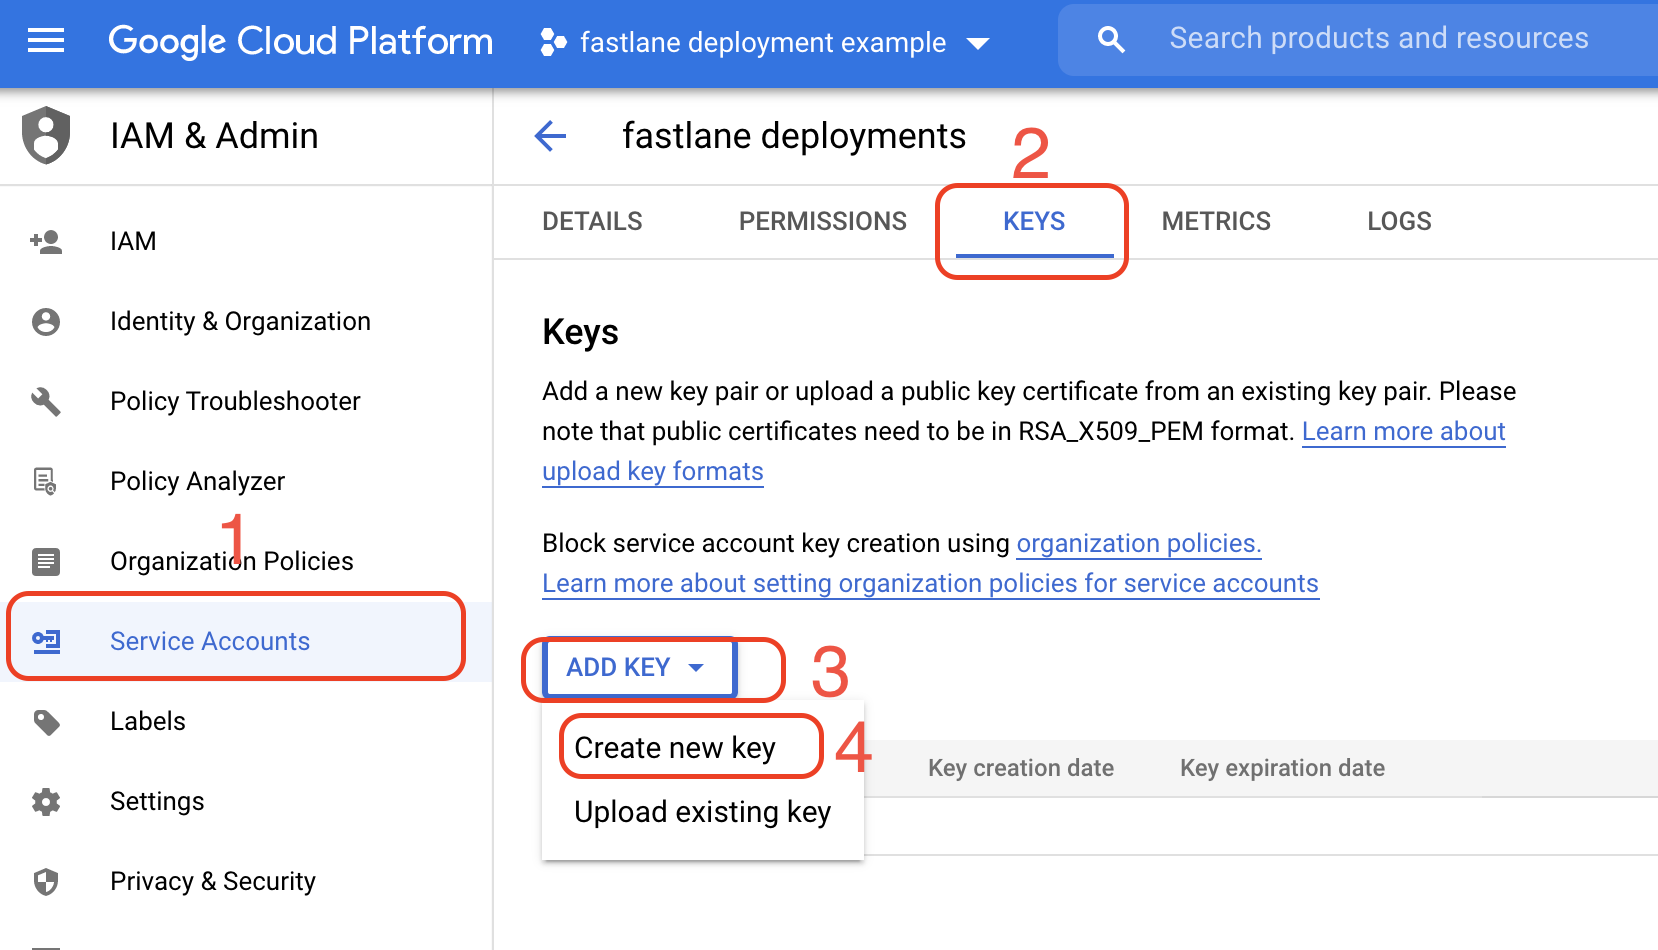 Google Cloud Platform
fastlane deployment example
Search products and resources
IAM & Admin
IAM
Identity & Organization
Policy Troubleshooter
Policy Analyzer
1
Organization Policies
Service Accounts
Labels
Settings
Privacy & Security
fastlane deployments
2
DETAILS PERMISSIONS KEYS METRICS LOGS
Keys
Add a new key pair or upload a public key certificate from an existing key pair. Please
note that public certificates need to be in RSA_X509_PEM format. Learn more about
upload key formats
Block service account key creation using organization policies.
Learn more about setting organization policies for service accounts
ADD KEY 3
Create new key 4
Upload existing key
Key creation date Key expiration date